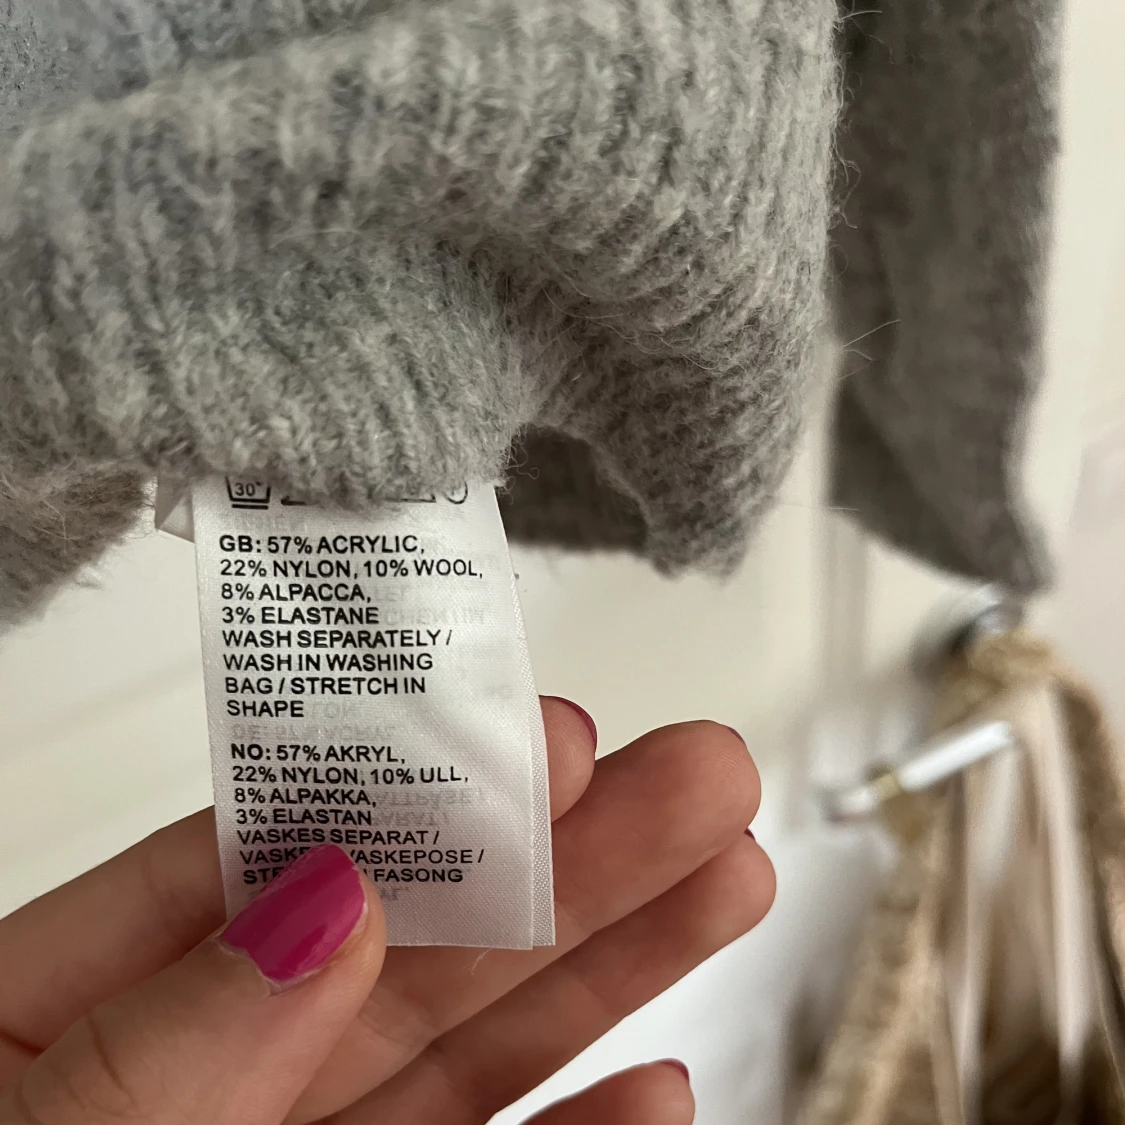 30°
GB: 57% ACRYLIC,
22% NYLON, 10% WOOL,
8% ALPACCA,
3% ELASTANE
WASH SEPARATELY /
WASH IN WASHING
BAG / STRETCH IN
SHAPE
NO: 57% AKRYL,
22% NYLON, 10% ULL,
8% ALPAKKA,
3% ELASTAN
VASKES SEPARAT /
FASONG